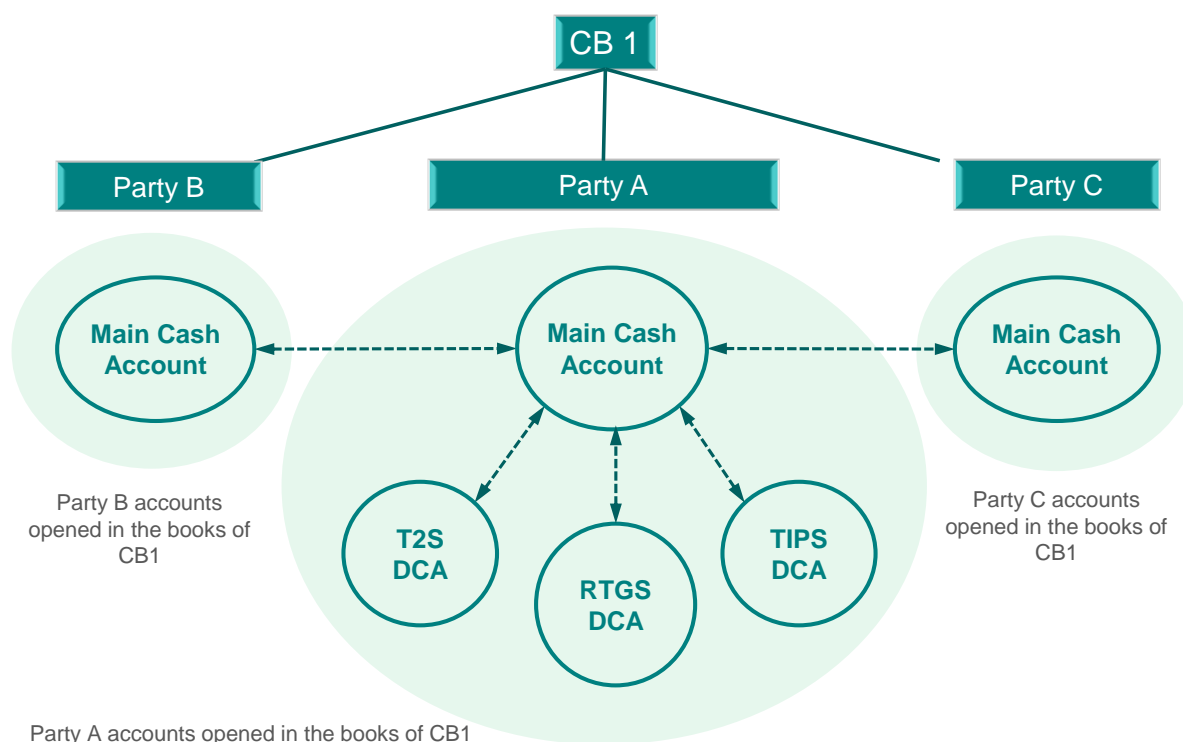 CB 1
Party B
Party A
Party C
Main Cash
Account
Main Cash
Account
Main Cash
Account
Party B accounts
opened in the books of
CB1
T2S
DCA
RTGS
DCA
TIPS
DCA
Party C accounts
opened in the books of
CB1
Party A accounts opened in the books of CB1